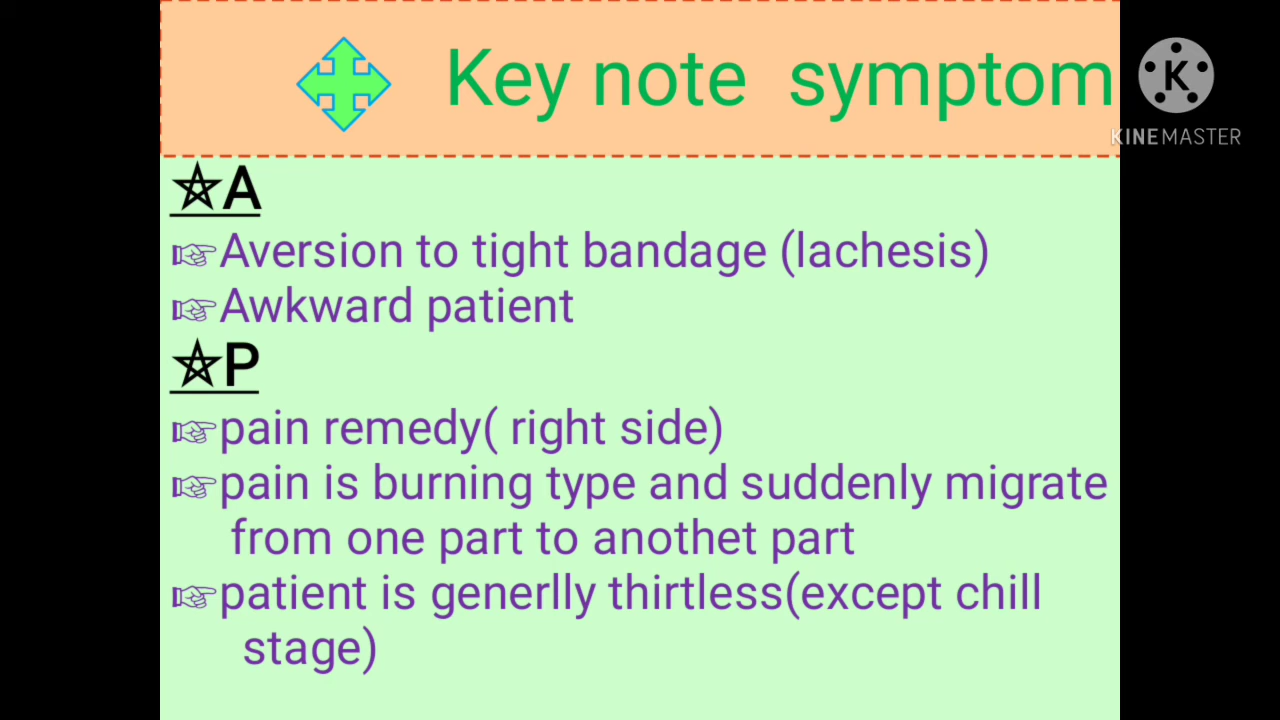 Key note symptom
K
KINEMASTER
☆A
☞Aversion to tight bandage (lachesis)
☞Awkward patient
☆P
☞pain remedy( right side)
☞pain is burning type and suddenly migrate
from one part to anothet part
☞patient is generlly thirtless(except chill
stage)